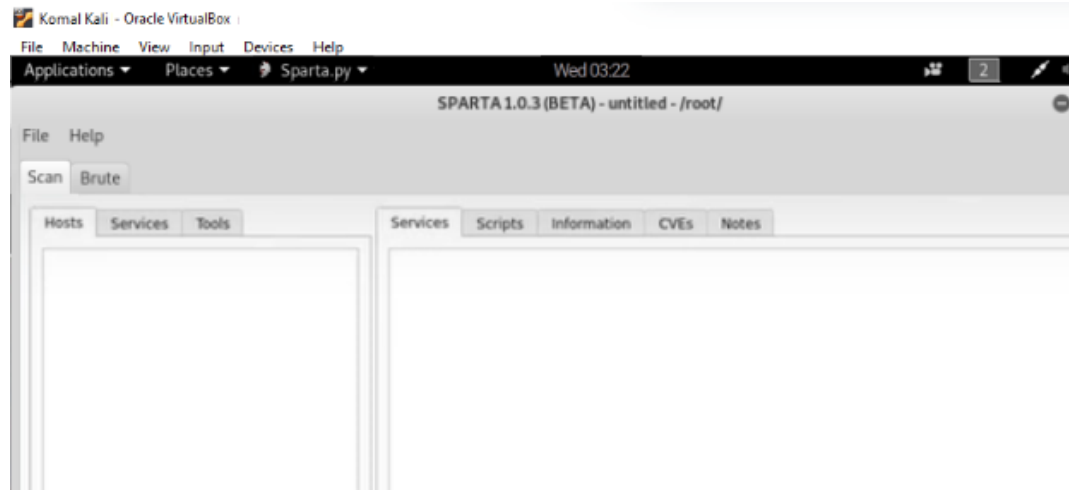 Komal Kali - Oracle VirtualBox
File Machine View Input Devices Help
Applications Places Sparta.py Wed 03:22 2
SPARTA 1.0.3 (BETA) - untitled - /root/
File Help
Scan Brute
Hosts Services Tools Services Scripts Information CVEs Notes